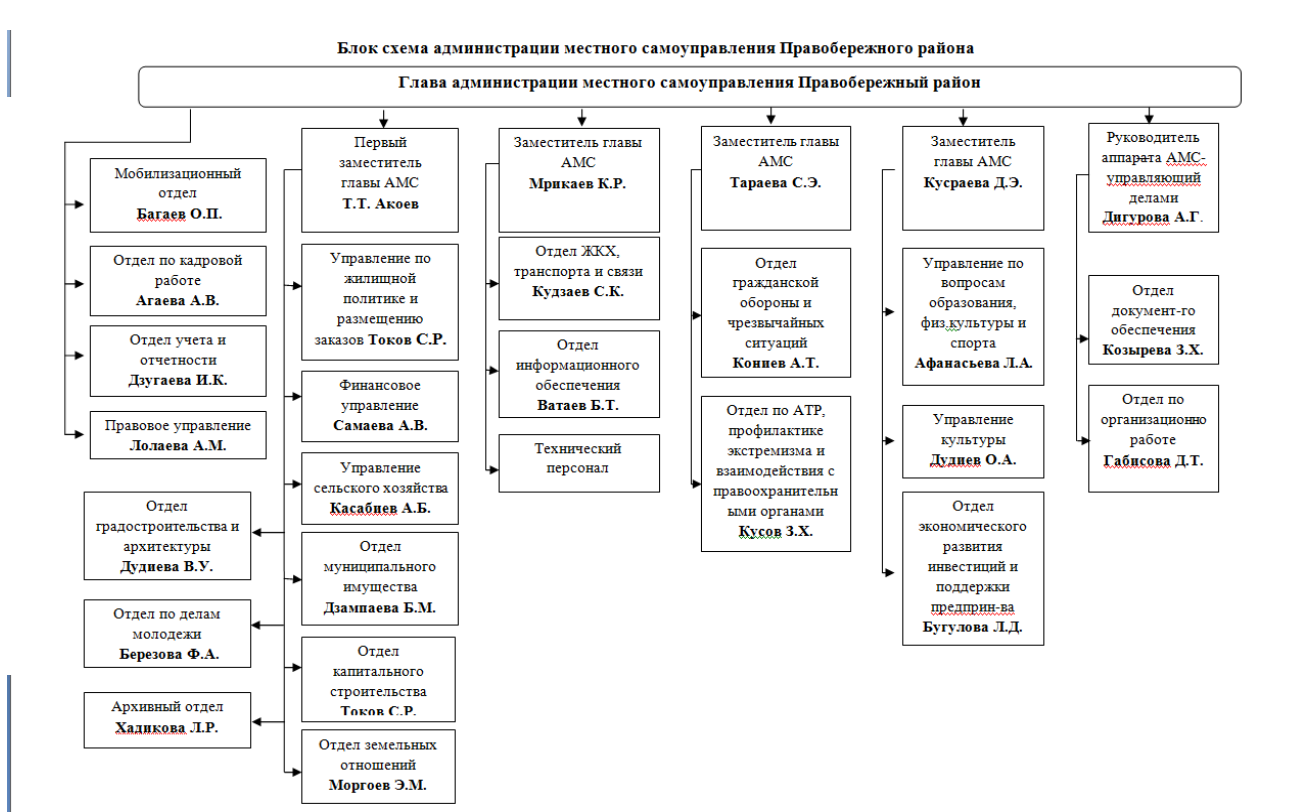 Блок схема администрации местного самоуправления Правобережного района
Глава администрации местного самоуправления Правобережный район
Мобилизационный
отдел
Багаев О.П.
Отдел по кадровой
работе
Агаева А.В.
Отдел учета и
отчетности
Дзугаева И.К.
Правовое управление
Лолаева А.М.
Отдел
градостроительства и
архитектуры
Дудиева В.У.
Отдел по делам
молодежи
Березова Ф.А.
Архивный отдел
Хадикова Л.Р.
Первый
заместитель
главы АМС
Т.Т. Акоев
Управление по
жилищной
политике и
размещению
заказов Токов С.Р.
Финансовое
управление
Самаева А.В.
Управление
сельского хозяйства
Касабиев А.Б.
Отдел
муниципального
имущества
Дзампаева Б.М.
Отдел
капитального
строительства
Токов С.Р.
Отдел земельных
отношений
Моргоев Э.М.
Заместитель главы
АМС
Мрикаев К.Р.
Отдел ЖКХ,
транспорта и связи
Кудзаев С.К.
Отдел
информационного
обеспечения
Ватаев Б.Т.
Технический
персонал
Заместитель главы
АМС
Тараева С.Э.
Отдел
гражданской
обороны и
чрезвычайных
ситуаций
Кониев А.Т.
Отдел по АТР,
профилактике
экстремизма и
взаимодействия с
правоохранительн
ыми органами
Кусов З.Х.
Заместитель
главы АМС
Кусраева Д.Э.
Управление по
вопросам
образования,
физ.культуры и
спорта
Афанасьева Л.А.
Управление
культуры
Дудиев О.А.
Отдел
экономического
развития
инвестиций и
поддержки
предприн-ва
Бугулова Л.Д.
Руководитель
аппарата АМС-
управляющий
делами
Дигурова А.Г.
Отдел
документ-го
обеспечения
Козырева З.Х.
Отдел по
организационно
работе
Габисова Д.Т.